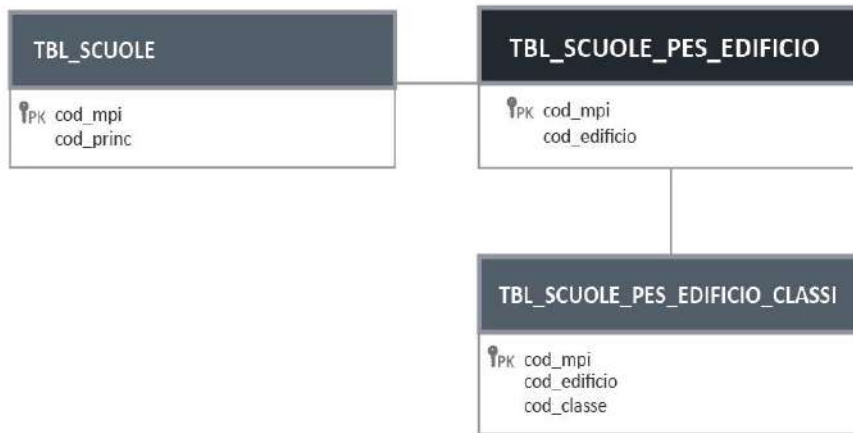 TBL_SCUOLE
PK cod_mpi
cod_princ
TBL_SCUOLE_PES_EDIFICIO
PK cod_mpi
cod_edificio
TBL_SCUOLE_PES_EDIFICIO_CLASSI
PK cod_mpi
cod_edificio
cod_classe